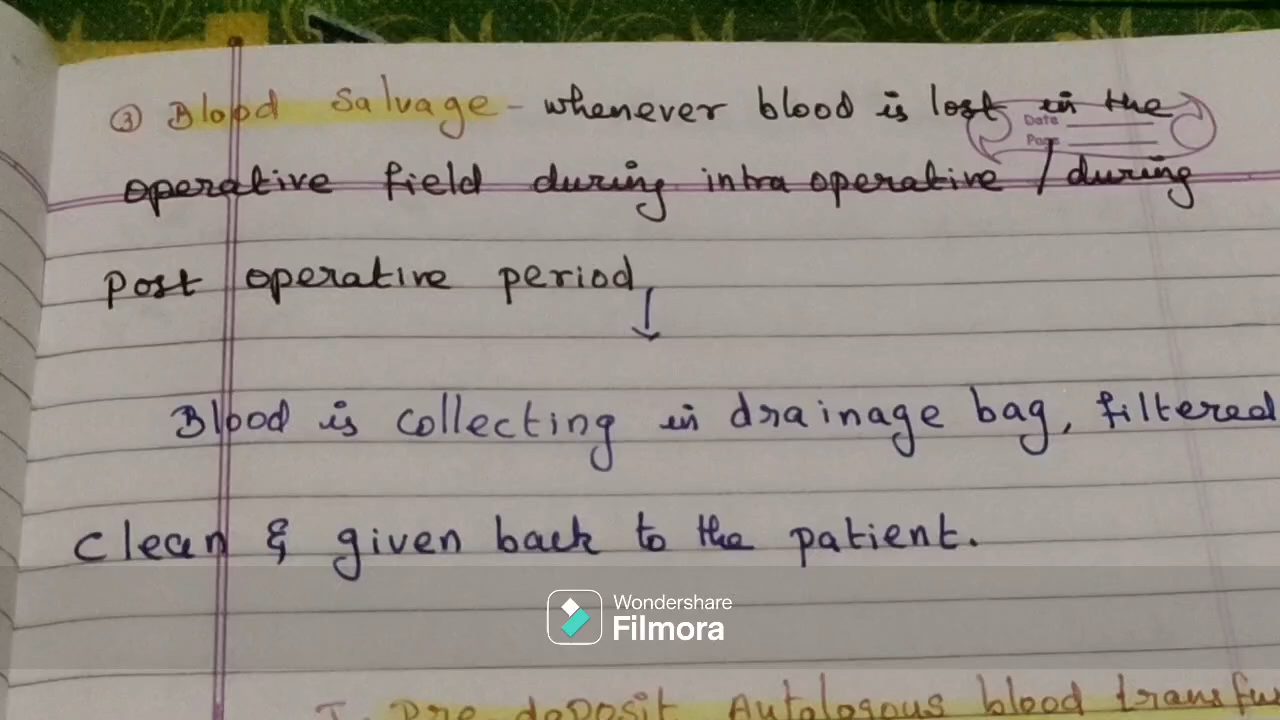 ③ Blood Salvage - whenever blood is lost in the
Date
Page
operative field during intra operative / during
post operative period,
↓
Blood is collecting in drainage bag, filtered
clean & given back to the patient.
Wondershare
Filmora
I. Pre deposit Autologous blood transfu